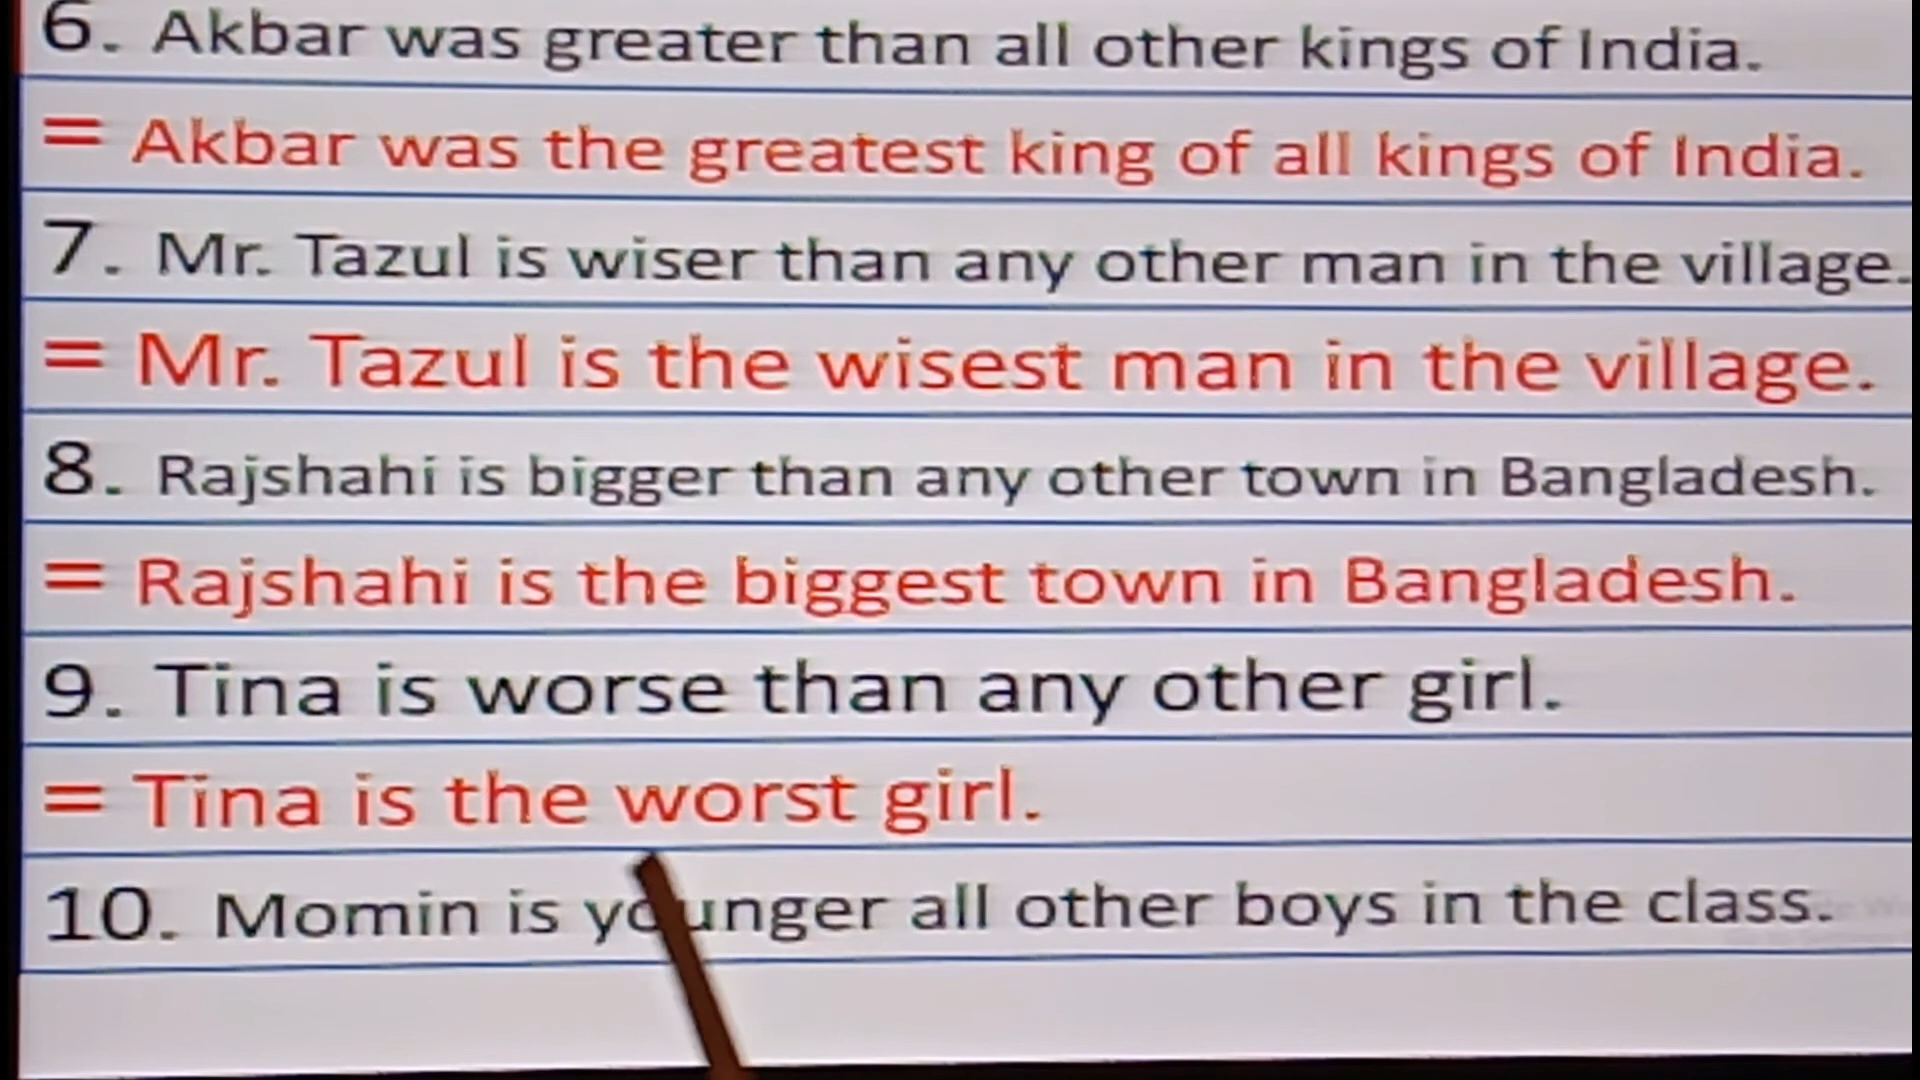 6. Akbar was greater than all other kings of India.
= Akbar was the greatest king of all kings of India.
7. Mr. Tazul is wiser than any other man in the village.
= Mr. Tazul is the wisest man in the village.
8. Rajshahi is bigger than any other town in Bangladesh.
= Rajshahi is the biggest town in Bangladesh.
9. Tina is worse than any other girl.
= Tina is the worst girl.
10. Momin is younger all other boys in the class.